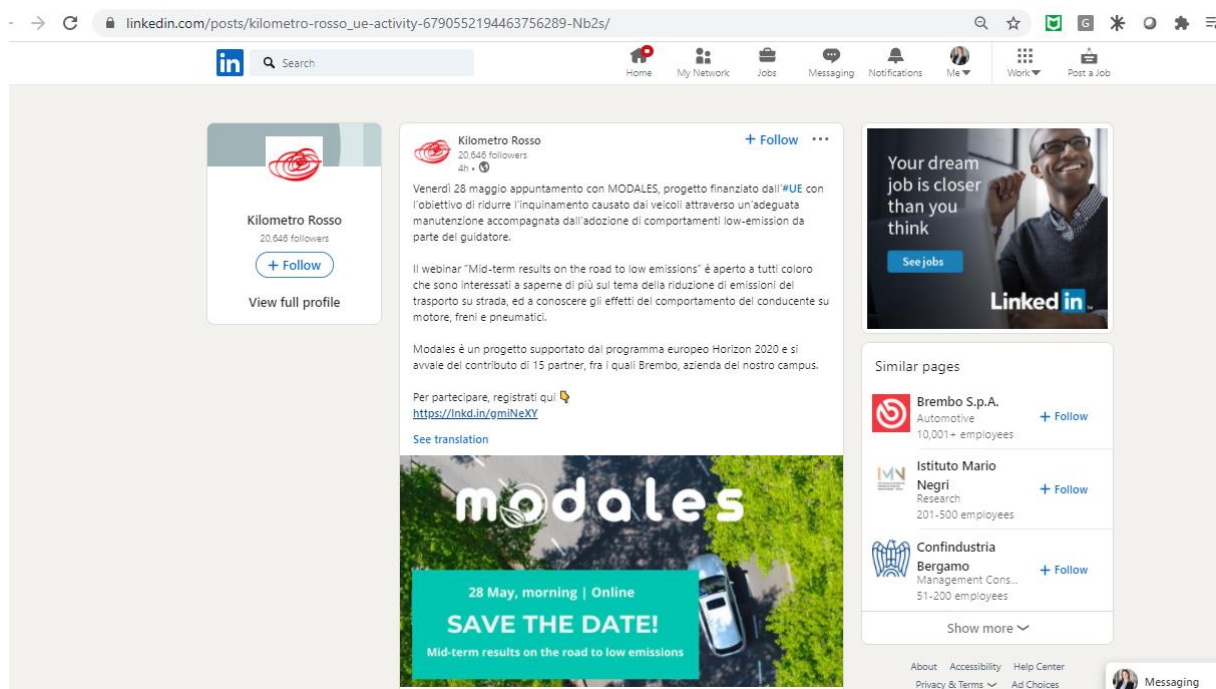 linkedin.com/posts/kilometro-rosso_ue-activity-6790552194463756289-Nb2s/
in
Search
Home
My Network
Jobs
Messaging
Notifications
Me
Work
Post a Job
Kilometro Rosso
20,646 followers
+ Follow
View full profile
Kilometro Rosso
20,646 followers
4h •
+ Follow
Venerdì 28 maggio appuntamento con MODALES, progetto finanziato dall'#UE con
l'obiettivo di ridurre l'inquinamento causato dai veicoli attraverso un'adeguata
manutenzione accompagnata dall'adozione di comportamenti low-emission da
parte del guidatore.
Il webinar "Mid-term results on the road to low emissions" è aperto a tutti coloro
che sono interessati a saperne di più sul tema della riduzione di emissioni del
trasporto su strada, ed a conoscere gli effetti del comportamento del conducente su
motore, freni e pneumatici.
Modales è un progetto supportato dal programma europeo Horizon 2020 e si
avvale del contributo di 15 partner, fra i quali Brembo, azienda del nostro campus.
Per partecipare, registrati qui
https://lnkd.in/gmiNeXY
See translation
modales
28 May, morning | Online
SAVE THE DATE!
Mid-term results on the road to low emissions
Your dream
job is closer
than you
think
See jobs
Linked in
Similar pages
Brembo S.p.A.
Automotive
10,001+ employees
+ Follow
Istituto Mario
Negri
Research
201-500 employees
+ Follow
Confindustria
Bergamo
Management Cons...
51-200 employees
+ Follow
Show more
About Accessibility Help Center
Privacy & Terms Ad Choices
Messaging